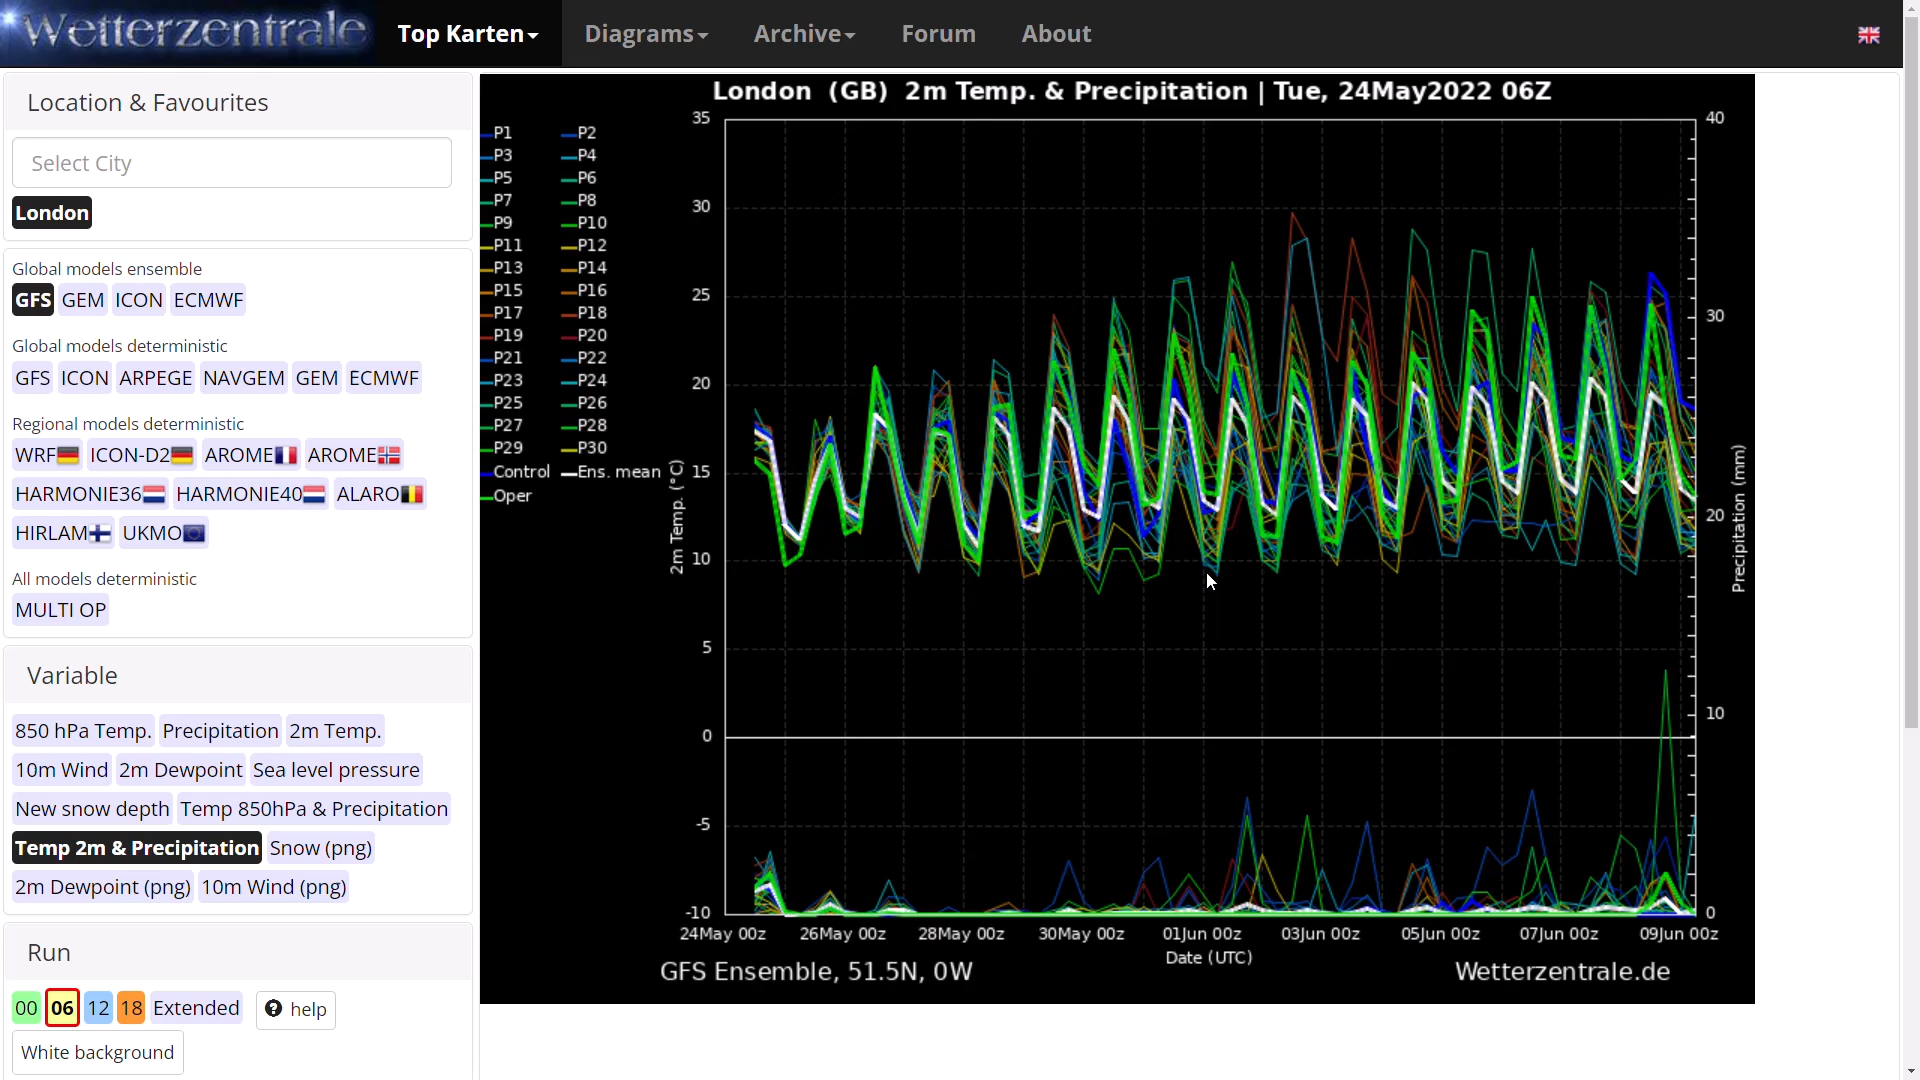 Wetterzentrale
Top Karten
Diagrams
Archive
Forum
About
Location & Favourites
Select City
London
Global models ensemble
GFS GEM ICON ECMWF
Global models deterministic
GFS ICON ARPEGE NAVGEM GEM ECMWF
Regional models deterministic
WRF ICON-D2 AROME AROME
HARMONIE36 HARMONIE40 ALARO
HIRLAM UKMO
All models deterministic
MULTI OP
Variable
850 hPa Temp. Precipitation 2m Temp.
10m Wind 2m Dewpoint Sea level pressure
New snow depth Temp 850hPa & Precipitation
Temp 2m & Precipitation Snow (png)
2m Dewpoint (png) 10m Wind (png)
Run
00 06 12 18 Extended ? help
White background
London (GB) 2m Temp. & Precipitation | Tue, 24May2022 06Z
P1 P2
P3 P4
P5 P6
P7 P8
P9 P10
P11 P12
P13 P14
P15 P16
P17 P18
P19 P20
P21 P22
P23 P24
P25 P26
P27 P28
P29 P30
Control Ens. mean
Oper
2m Temp. (°C)
35
30
25
20
15
10
5
0
-5
-10
40
30
20
10
0
Precipitation (mm)
24May 00z 26May 00z 28May 00z 30May 00z 01Jun 00z 03Jun 00z 05Jun 00z 07Jun 00z 09Jun 00z
Date (UTC)
GFS Ensemble, 51.5N, 0W
Wetterzentrale.de